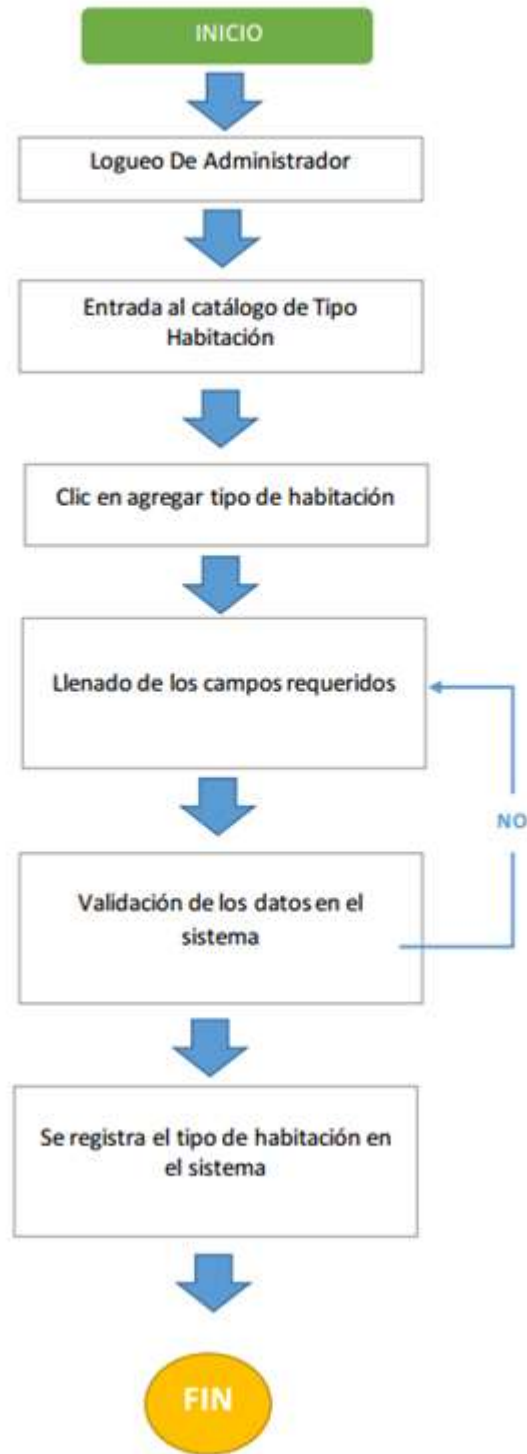 INICIO
Logueo De Administrador
Entrada al catálogo de Tipo
Habitación
Clic en agregar tipo de habitación
Llenado de los campos requeridos
NO
Validación de los datos en el
sistema
Se registra el tipo de habitación en
el sistema
FIN